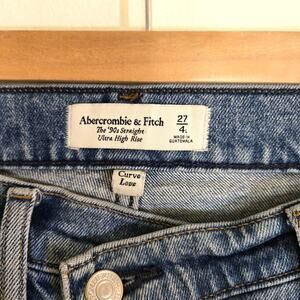 Abercrombie & Fitch
The '90s Straight
Ultra High Rise
27
4L
MADE IN
GUATEMALA
Curve
Love